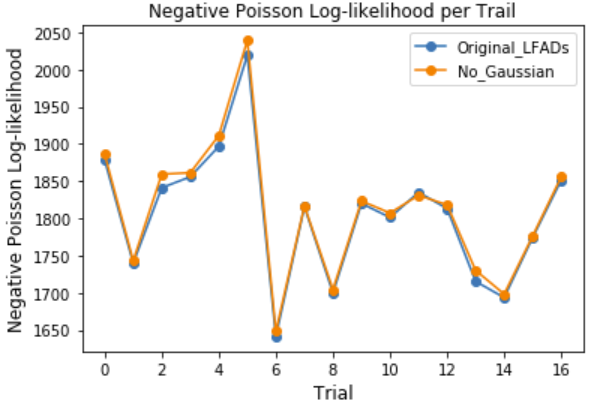 Negative Poisson Log-likelihood per Trail
Negative Poisson Log-likelihood
2050
2000
1950
1900
1850
1800
1750
1700
1650
Original_LFADs
No_Gaussian
0 2 4 6 8 10 12 14 16
Trial